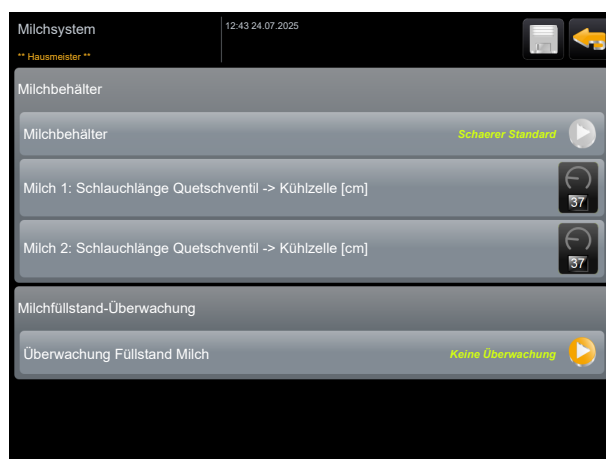 Milchsystem
12:43 24.07.2025
** Hausmeister **
Milchbehälter
Milchbehälter
Schaerer Standard
Milch 1: Schlauchlänge Quetschventil -> Kühlzelle [cm]
37
Milch 2: Schlauchlänge Quetschventil -> Kühlzelle [cm]
37
Milchfüllstand-Überwachung
Überwachung Füllstand Milch
Keine Überwachung